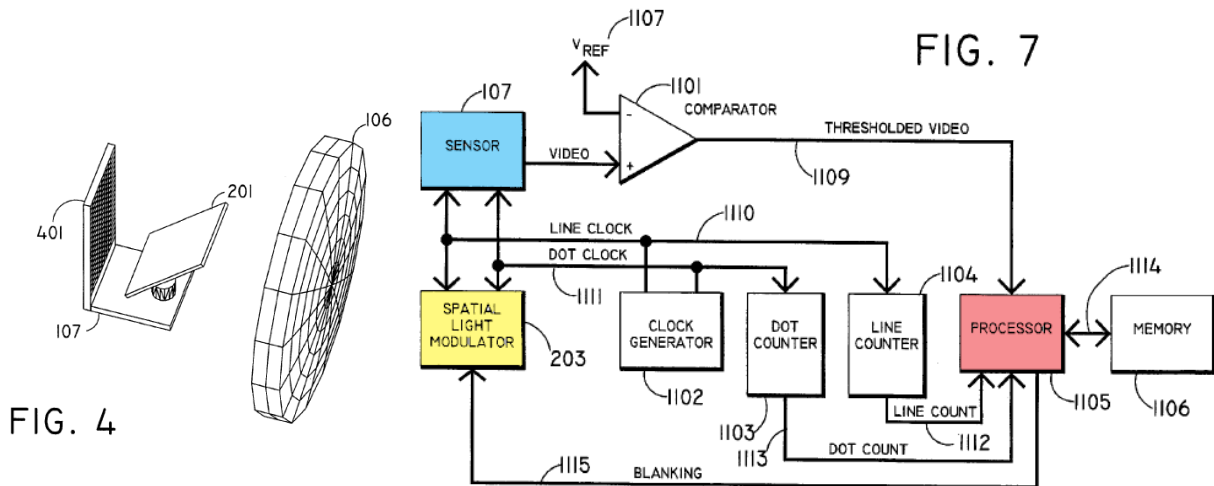 FIG. 4
106
201
401
107
FIG. 7
1107
VREF
1101
COMPARATOR
-
+
107
SENSOR
VIDEO
THRESHOLDED VIDEO
1109
LINE CLOCK
1110
DOT CLOCK
1111
SPATIAL
LIGHT
MODULATOR
203
CLOCK
GENERATOR
1102
DOT
COUNTER
1103
1113
LINE
COUNTER
1104
PROCESSOR
1105
1114
MEMORY
1106
LINE COUNT
1112
DOT COUNT
1115
BLANKING